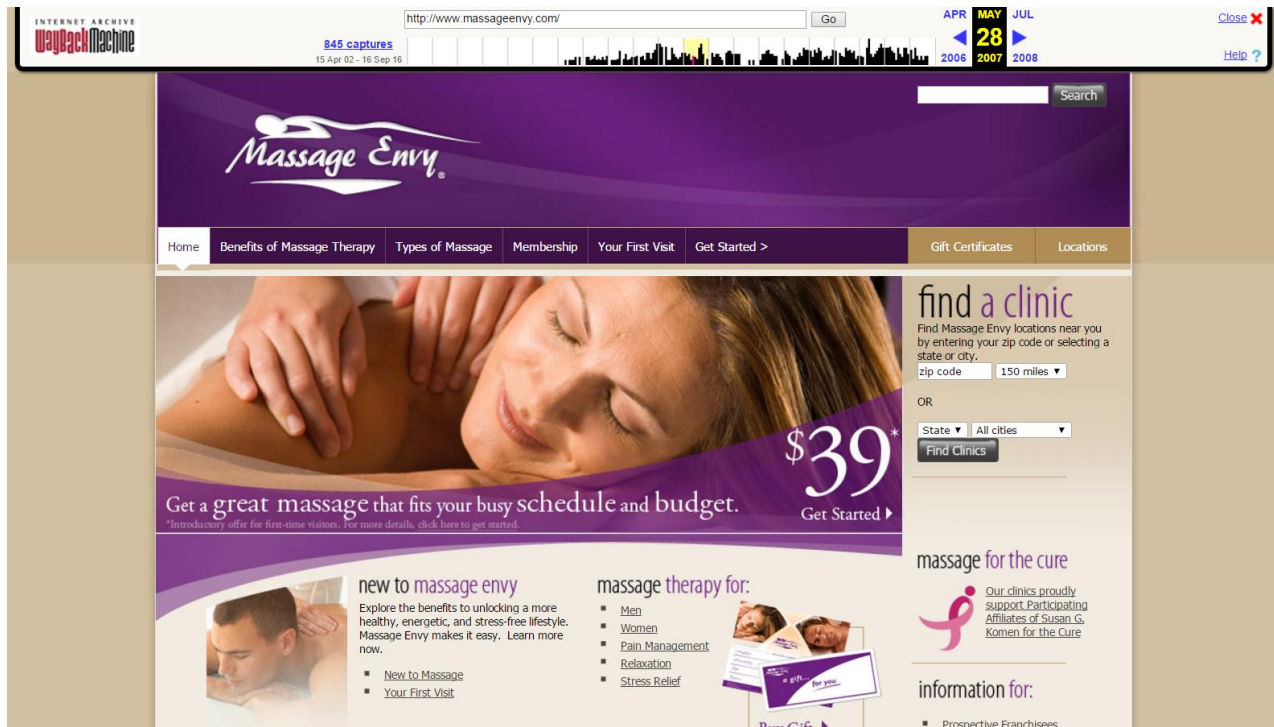 INTERNET ARCHIVE
WayBackMachine
http://www.massageenvy.com/
Go
845 captures
15 Apr 02 - 16 Sep 16
APR MAY JUL
28
2006 2007 2008
Close
Help ?
Search
Massage Envy®
Home
Benefits of Massage Therapy
Types of Massage
Membership
Your First Visit
Get Started >
Gift Certificates
Locations
$39*
Get Started
Get a great massage that fits your busy schedule and budget.
*Introductory offer for first-time visitors. For more details, click here to get started.
find a clinic
Find Massage Envy locations near you
by entering your zip code or selecting a
state or city.
zip code
150 miles
OR
State
All cities
Find Clinics
new to massage envy
Explore the benefits to unlocking a more
healthy, energetic, and stress-free lifestyle.
Massage Envy makes it easy. Learn more
now.
New to Massage
Your First Visit
massage therapy for:
Men
Women
Pain Management
Relaxation
Stress Relief
a gift... for you
Buy Gift
massage for the cure
Our clinics proudly
support Participating
Affiliates of Susan G.
Komen for the Cure
information for:
Prospective Franchisees